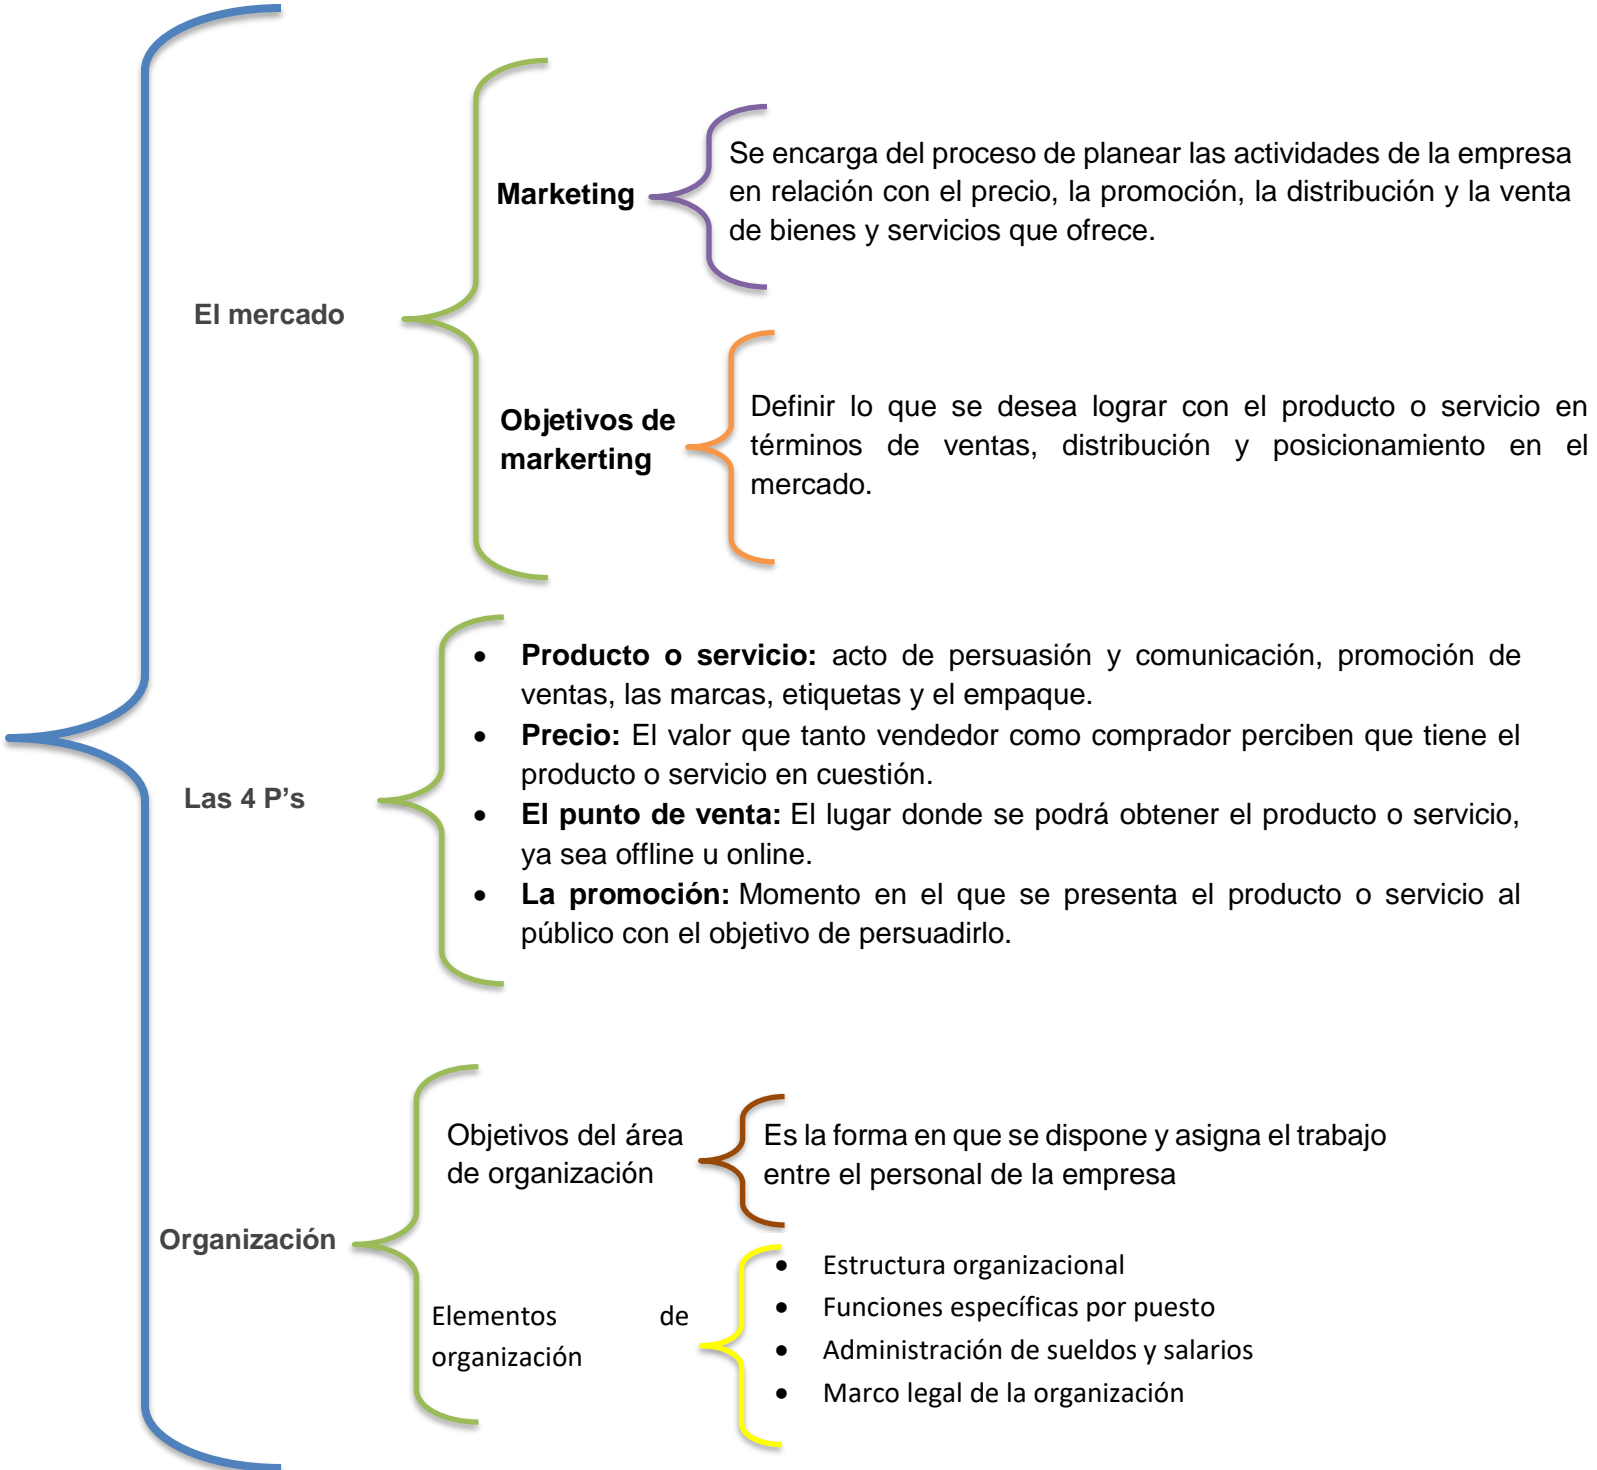 El mercado
Marketing
Se encarga del proceso de planear las actividades de la empresa
en relación con el precio, la promoción, la distribución y la venta
de bienes y servicios que ofrece.
Objetivos de
markerting
Definir lo que se desea lograr con el producto o servicio en
términos de ventas, distribución y posicionamiento en el
mercado.
Las 4 P’s
• Producto o servicio: acto de persuasión y comunicación, promoción de
ventas, las marcas, etiquetas y el empaque.
• Precio: El valor que tanto vendedor como comprador perciben que tiene el
producto o servicio en cuestión.
• El punto de venta: El lugar donde se podrá obtener el producto o servicio,
ya sea offline u online.
• La promoción: Momento en el que se presenta el producto o servicio al
público con el objetivo de persuadirlo.
Organización
Objetivos del área
de organización
Es la forma en que se dispone y asigna el trabajo
entre el personal de la empresa
Elementos de
organización
• Estructura organizacional
• Funciones específicas por puesto
• Administración de sueldos y salarios
• Marco legal de la organización